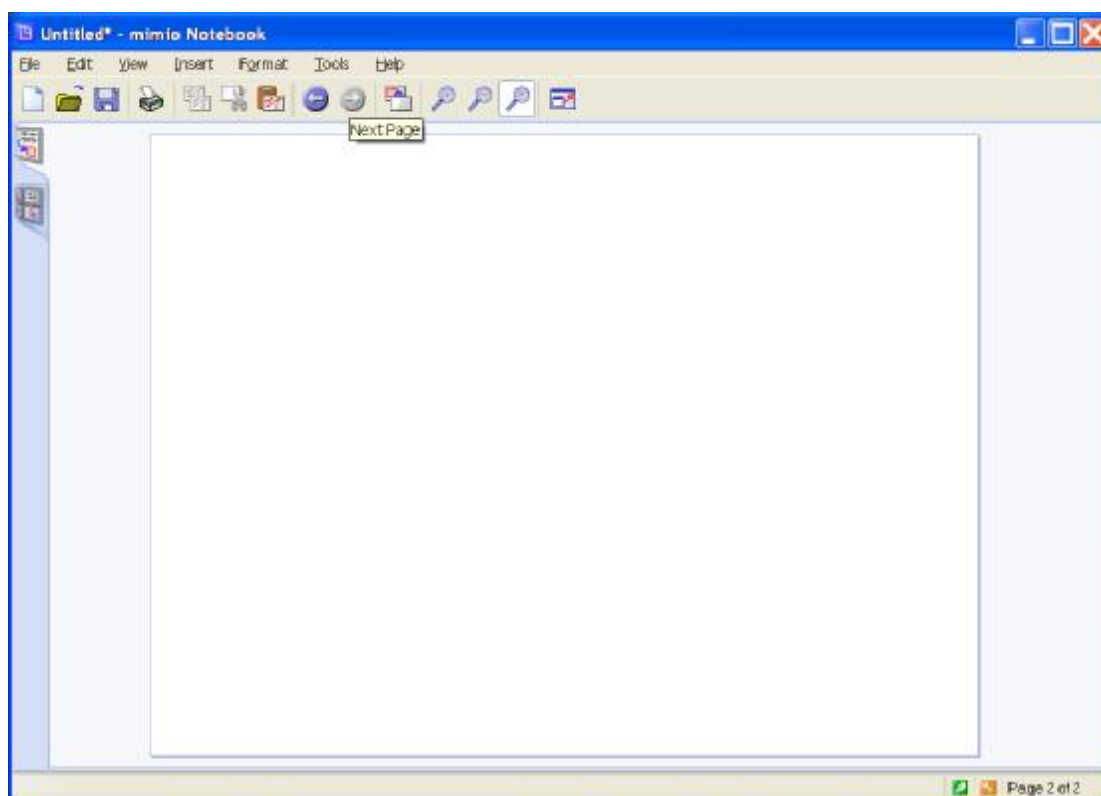 Untitled* - mimio Notebook
File Edit View Insert Format Tools Help
Next Page
Page 2 of 2